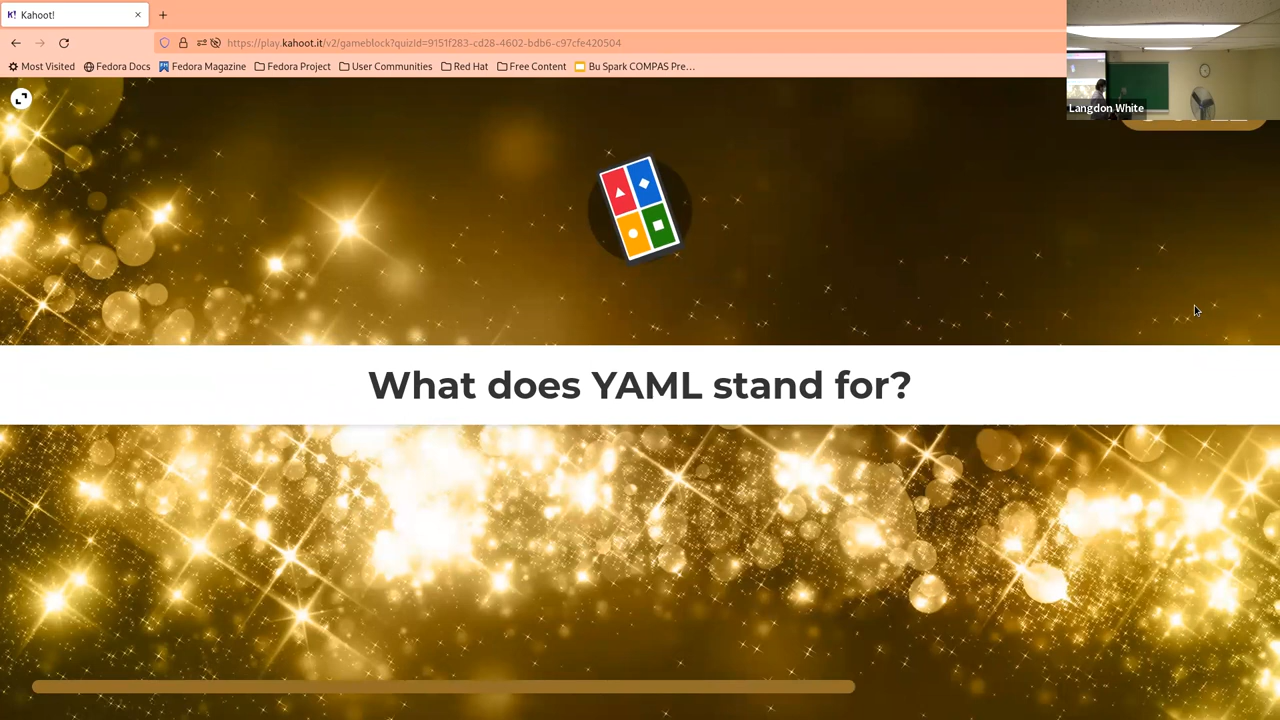 K! Kahoot!
https://play.kahoot.it/v2/gameblock?quizId=9151f283-cd28-4602-bdb6-c97cfe420504
Most Visited Fedora Docs Fedora Magazine Fedora Project User Communities Red Hat Free Content Bu Spark COMPAS Pre...
Langdon White
What does YAML stand for?